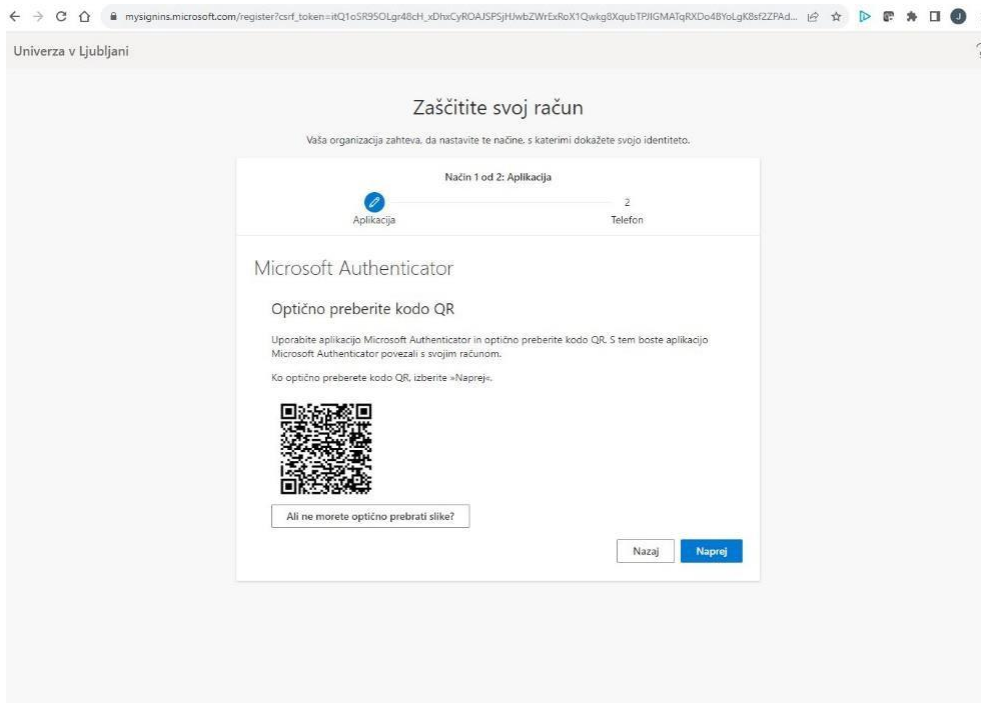 mysignins.microsoft.com/register?csrf_token=
Univerza v Ljubljani
?
Zaščitite svoj račun
Vaša organizacija zahteva, da nastavite te načine, s katerimi dokažete svojo identiteto.
Način 1 od 2: Aplikacija
2
Aplikacija
Telefon
Microsoft Authenticator
Optično preberite kodo QR
Uporabite aplikacijo Microsoft Authenticator in optično preberite kodo QR. S tem boste aplikacijo
Microsoft Authenticator povezali s svojim računom.
Ko optično preberete kodo QR, izberite »Naprej«.
Ali ne morete optično prebrati slike?
Nazaj
Naprej
J